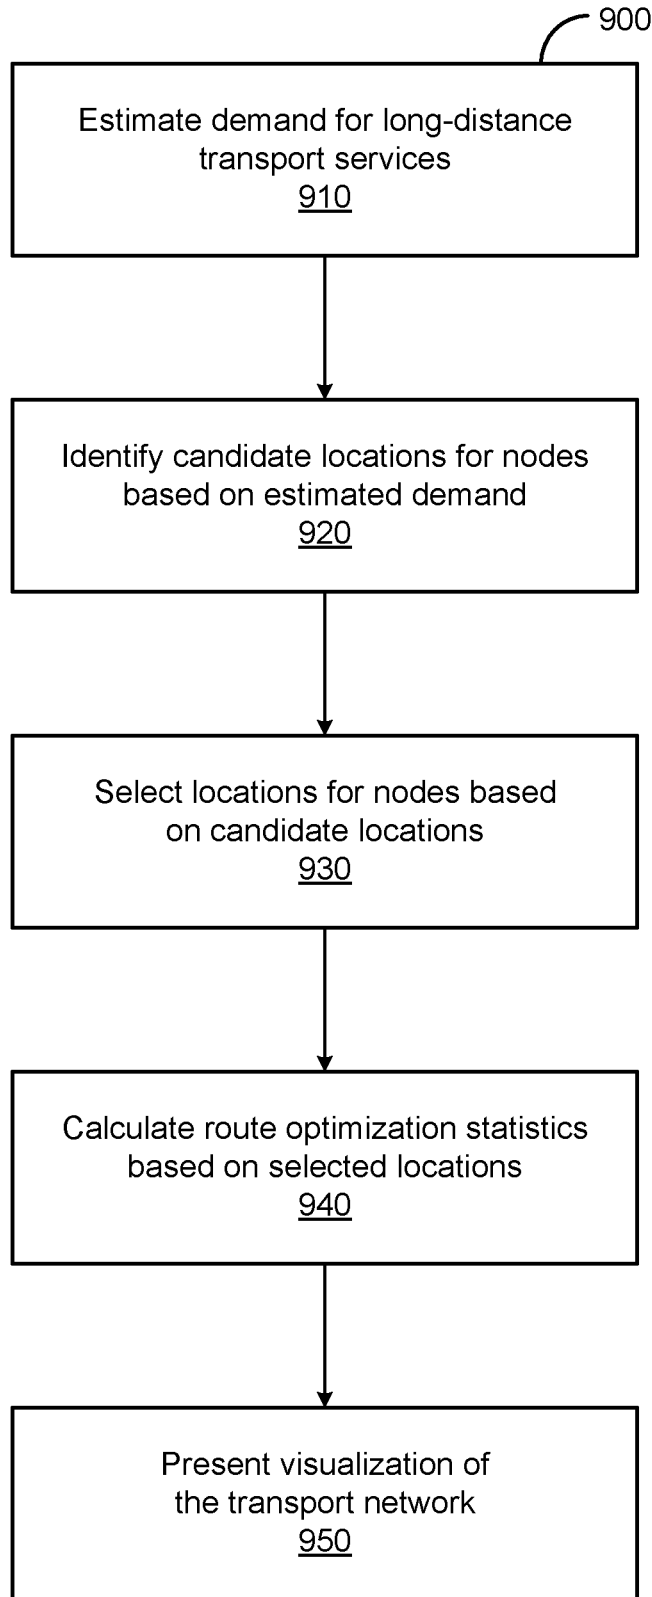 900
Estimate demand for long-distance
transport services
910
Identify candidate locations for nodes
based on estimated demand
920
Select locations for nodes based
on candidate locations
930
Calculate route optimization statistics
based on selected locations
940
Present visualization of
the transport network
950